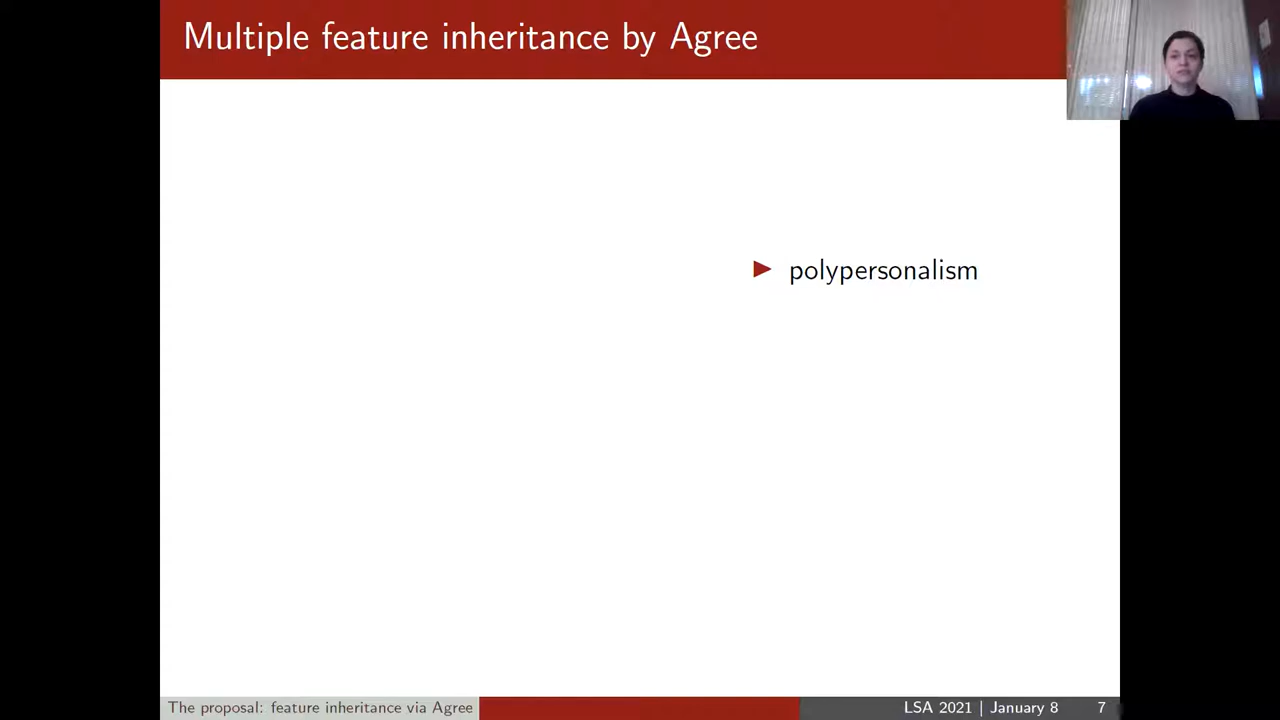 Multiple feature inheritance by Agree
▶ polypersonalism
The proposal: feature inheritance via Agree
LSA 2021 | January 8 7